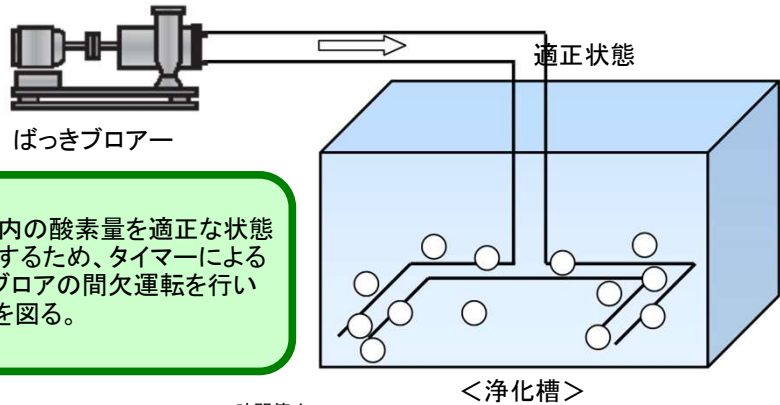 適正状態
ばっきブロアー
内の酸素量を適正な状態
するため、タイマーによる
ブロアの間欠運転を行い
を図る。
＜浄化槽＞